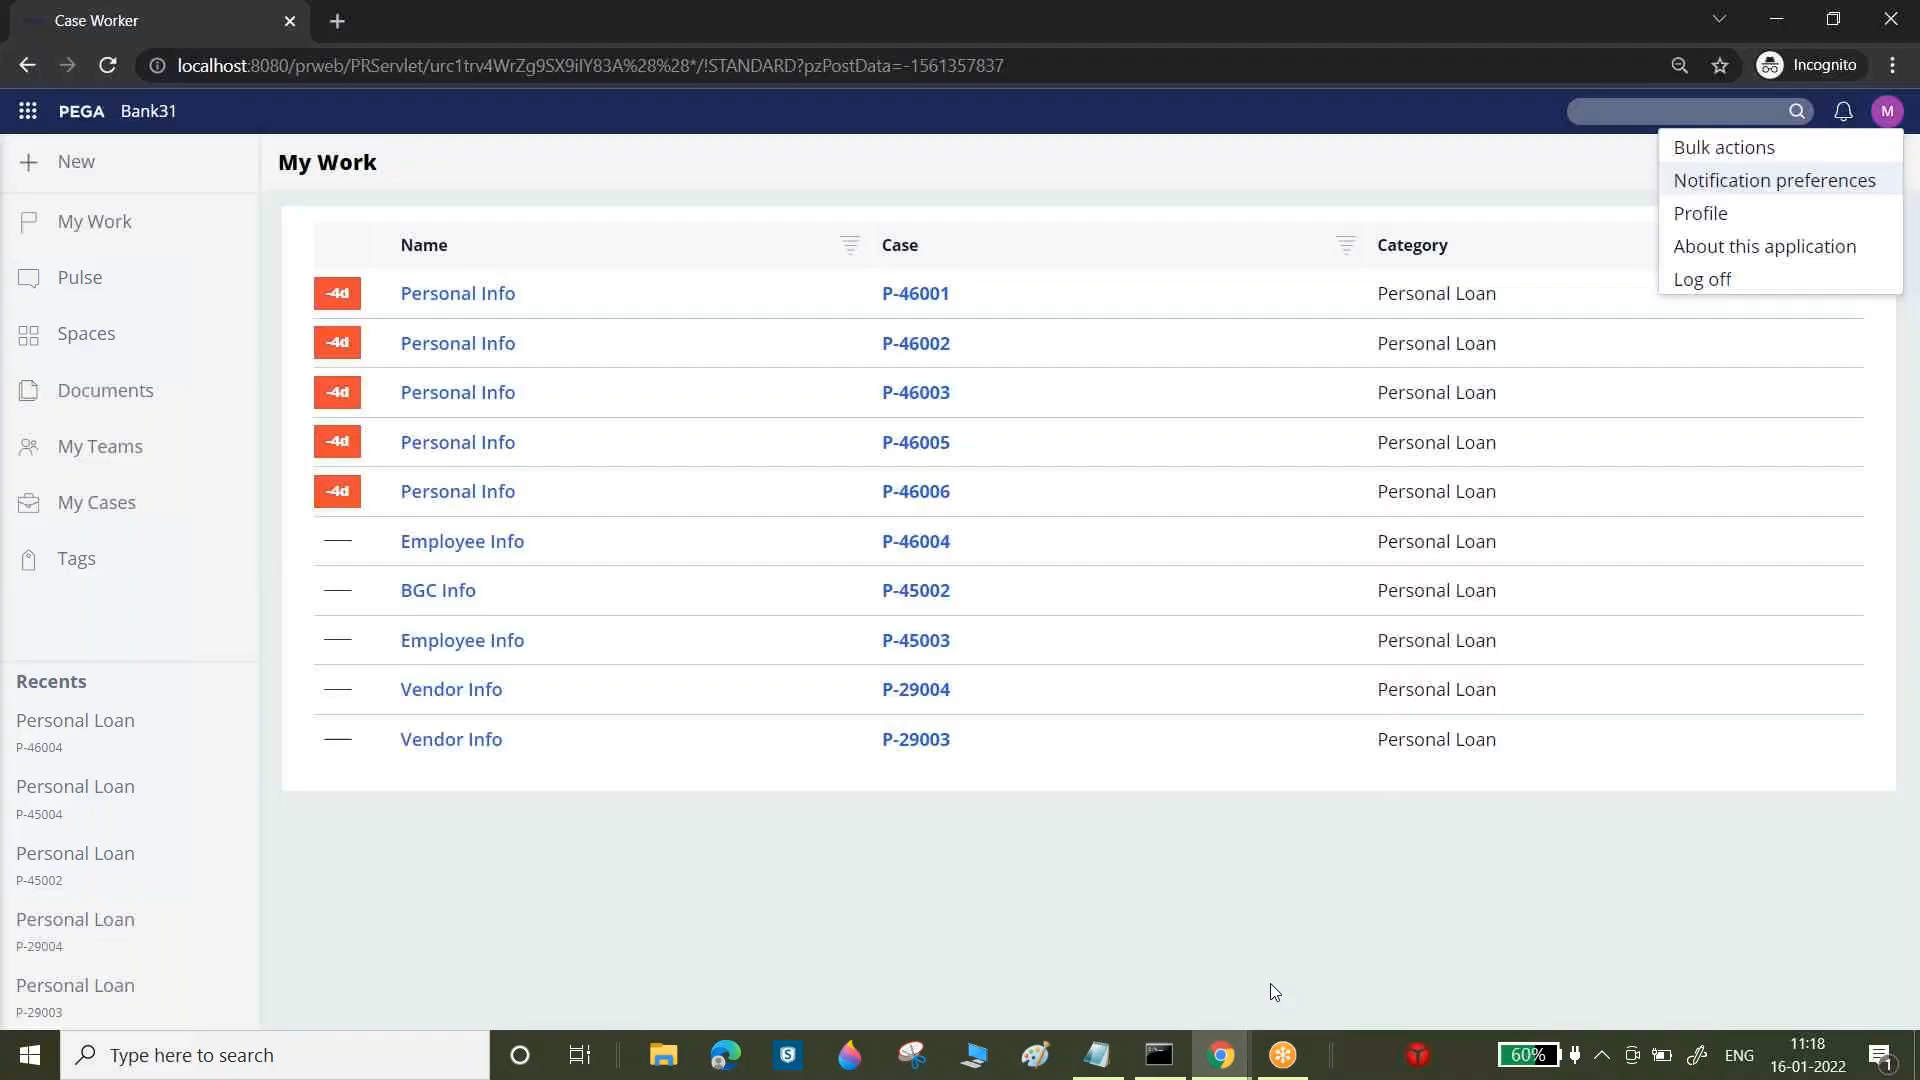 Case Worker
localhost:8080/prweb/PRServlet/urc1trv4WrZg9SX9iIY83A%28%28*/!STANDARD?pzPostData=-1561357837
Incognito
PEGA Bank31
M
New
My Work
Pulse
Spaces
Documents
My Teams
My Cases
Tags
Recents
Personal Loan
P-46004
Personal Loan
P-45004
Personal Loan
P-45002
Personal Loan
P-29004
Personal Loan
P-29003
My Work
Bulk actions
Notification preferences
Profile
About this application
Log off
Name Case Category
-4d Personal Info P-46001 Personal Loan
-4d Personal Info P-46002 Personal Loan
-4d Personal Info P-46003 Personal Loan
-4d Personal Info P-46005 Personal Loan
-4d Personal Info P-46006 Personal Loan
Employee Info P-46004 Personal Loan
BGC Info P-45002 Personal Loan
Employee Info P-45003 Personal Loan
Vendor Info P-29004 Personal Loan
Vendor Info P-29003 Personal Loan
Type here to search
60%
ENG
11:18
16-01-2022
1